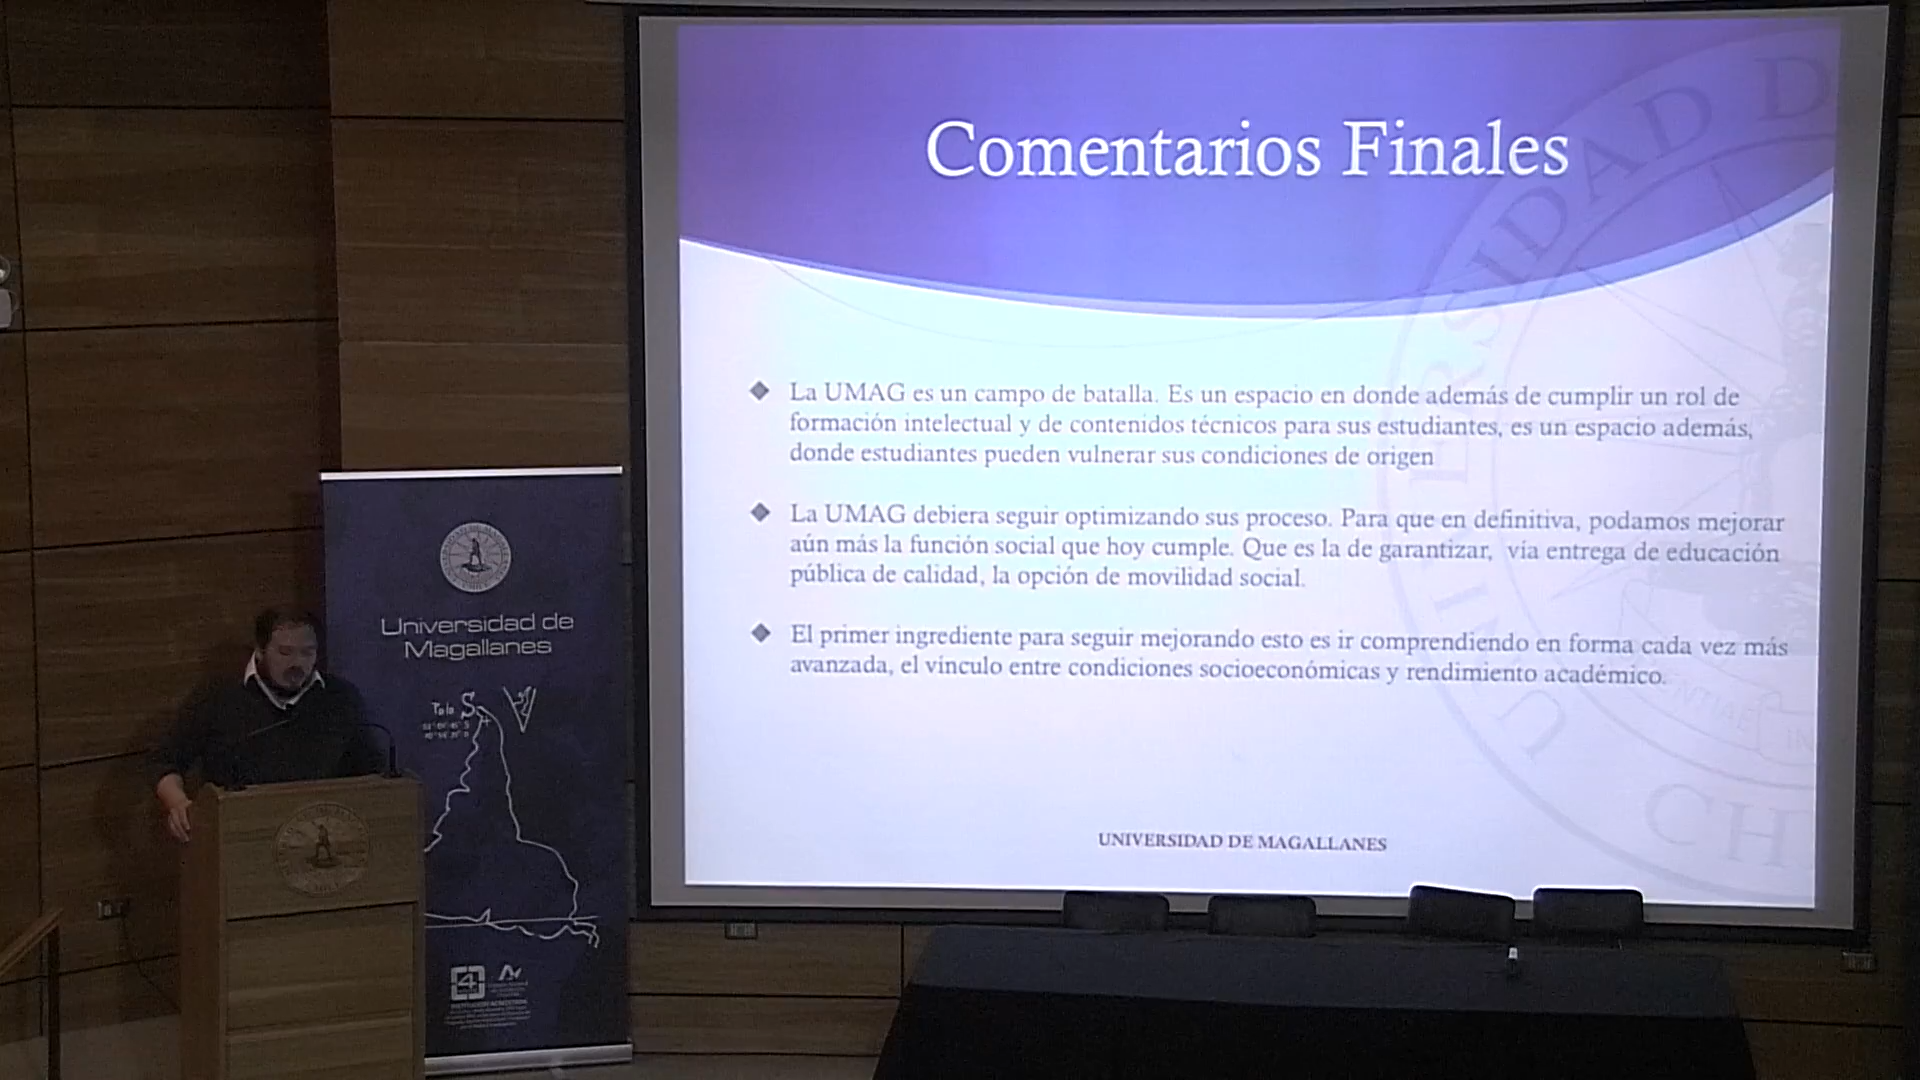 Comentarios Finales
La UMAG es un campo de batalla. Es un espacio en donde además de cumplir un rol de
formación intelectual y de contenidos técnicos para sus estudiantes, es un espacio además,
donde estudiantes pueden vulnerar sus condiciones de origen
La UMAG debiera seguir optimizando sus proceso. Para que en definitiva, podamos mejorar
aún más la función social que hoy cumple. Que es la de garantizar, vía entrega de educación
pública de calidad, la opción de movilidad social.
El primer ingrediente para seguir mejorando esto es ir comprendiendo en forma cada vez más
avanzada, el vínculo entre condiciones socioeconómicas y rendimiento académico.
UNIVERSIDAD DE MAGALLANES
UNIVERSIDAD D
CH
Universidad de
Magallanes
4